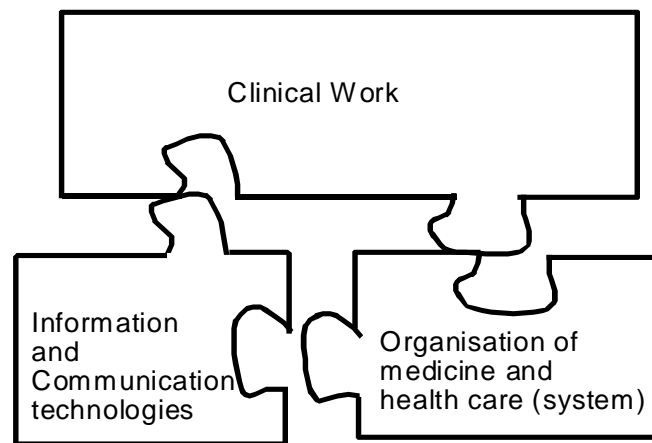 Clinical Work
Information
and
Communication
technologies
Organisation of
medicine and
health care (system)